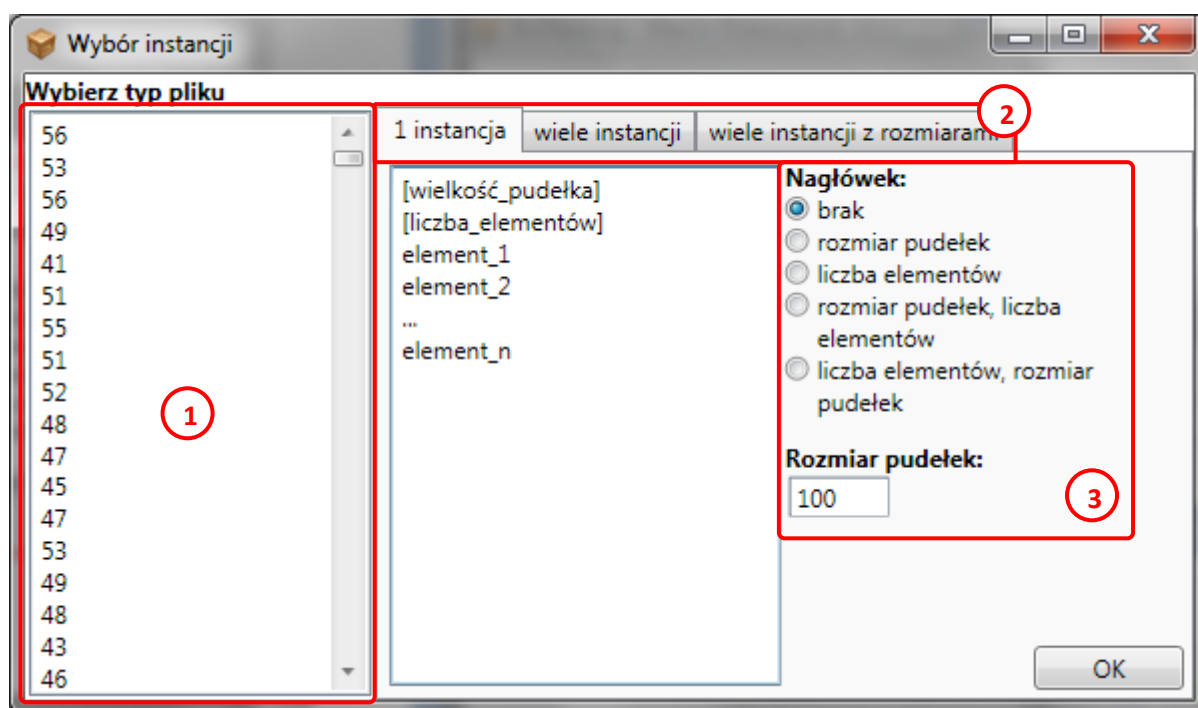 Wybór instancji
Wybierz typ pliku
56
53
56
49
41
51
55
51
52
48
47
45
47
53
49
48
43
46
1
1 instancja
wiele instancji
wiele instancji z rozmiarami
2
[wielkość_pudełka]
[liczba_elementów]
element_1
element_2
...
element_n
Nagłówek:
brak
rozmiar pudełek
liczba elementów
rozmiar pudełek, liczba
elementów
liczba elementów, rozmiar
pudełek
Rozmiar pudełek:
100
3
OK